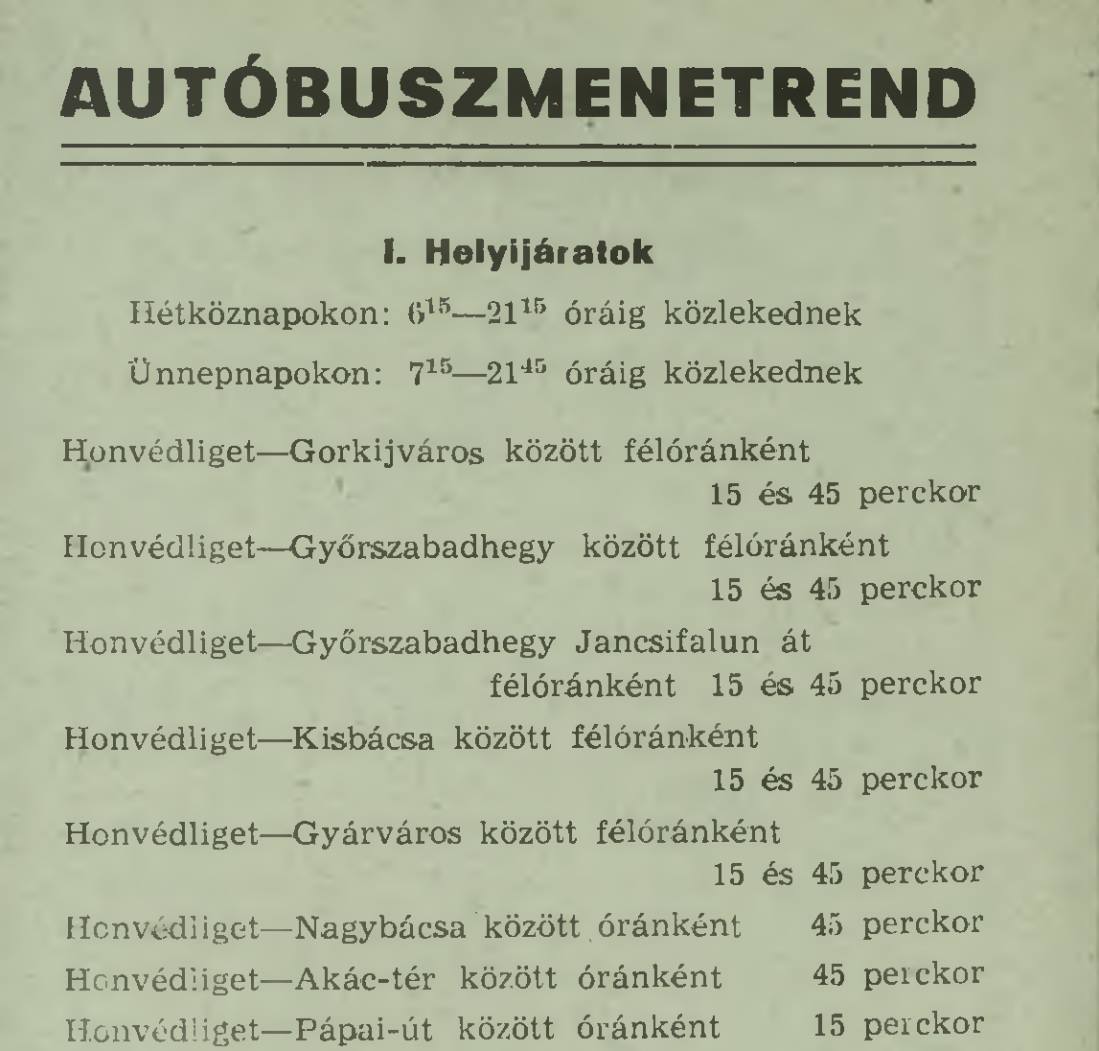 AUTÓBUSZMENETREND
I. Helyijáratok
Hétköznapokon: 6¹⁵—21¹⁵ óráig közlekednek
Ünnepnapokon: 7¹⁵—21⁴⁵ óráig közlekednek
Honvédliget—Gorkijváros között félóránként
15 és 45 perckor
Honvédliget—Győrszabadhegy között félóránként
15 és 45 perckor
Honvédliget—Győrszabadhegy Jancsifalun át
félóránként 15 és 45 perckor
Honvédliget—Kisbácsa között félóránként
15 és 45 perckor
Honvédliget—Gyárváros között félóránként
15 és 45 perckor
Honvédliget—Nagybácsa között óránként 45 perckor
Honvédliget—Akác-tér között óránként 45 perckor
Honvédliget—Pápai-út között óránként 15 perckor